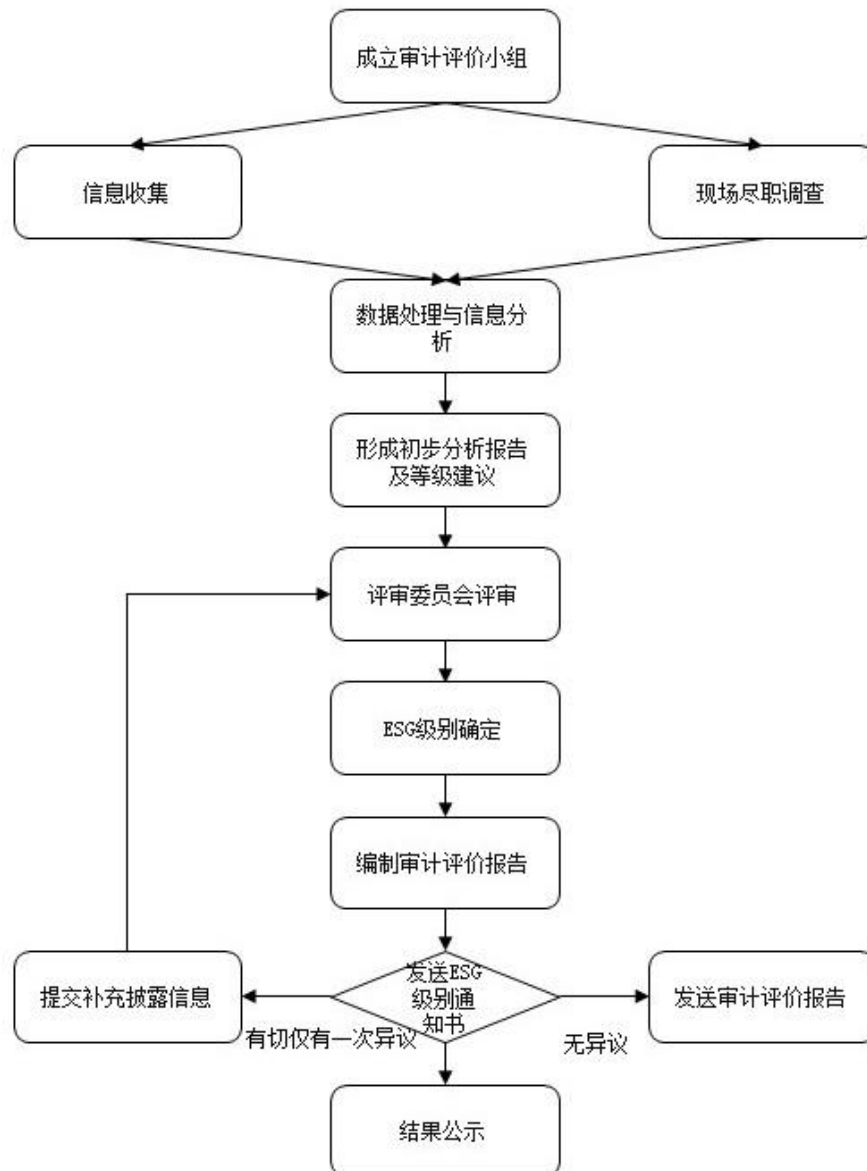 成立审计评价小组
信息收集
现场尽职调查
数据处理与信息分
析
形成初步分析报告
及等级建议
评审委员会评审
ESG级别确定
编制审计评价报告
提交补充披露信息
发送ESG
级别通
知书
发送审计评价报告
有切仅有一次异议
无异议
结果公示